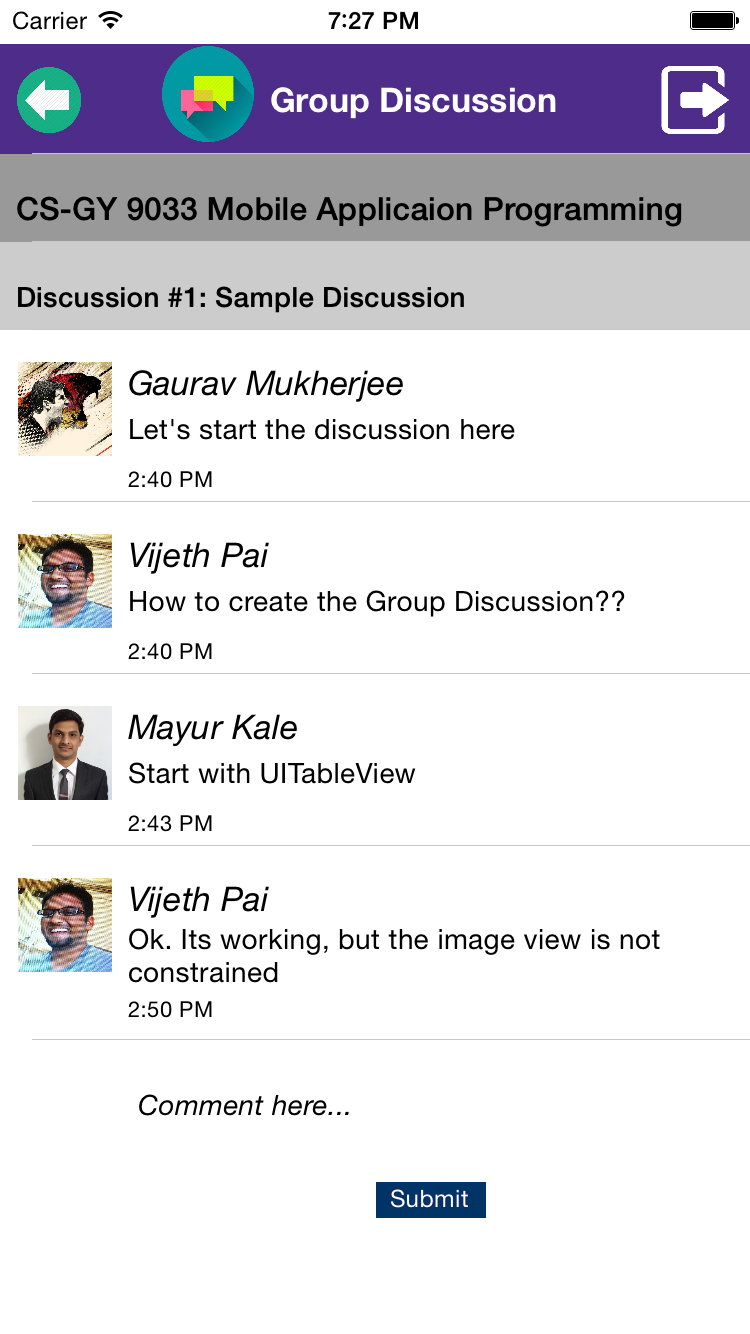 Carrier 7:27 PM
Group Discussion
CS-GY 9033 Mobile Applicaion Programming
Discussion #1: Sample Discussion
Gaurav Mukherjee
Let's start the discussion here
2:40 PM
Vijeth Pai
How to create the Group Discussion??
2:40 PM
Mayur Kale
Start with UITableView
2:43 PM
Vijeth Pai
Ok. Its working, but the image view is not
constrained
2:50 PM
Comment here...
Submit